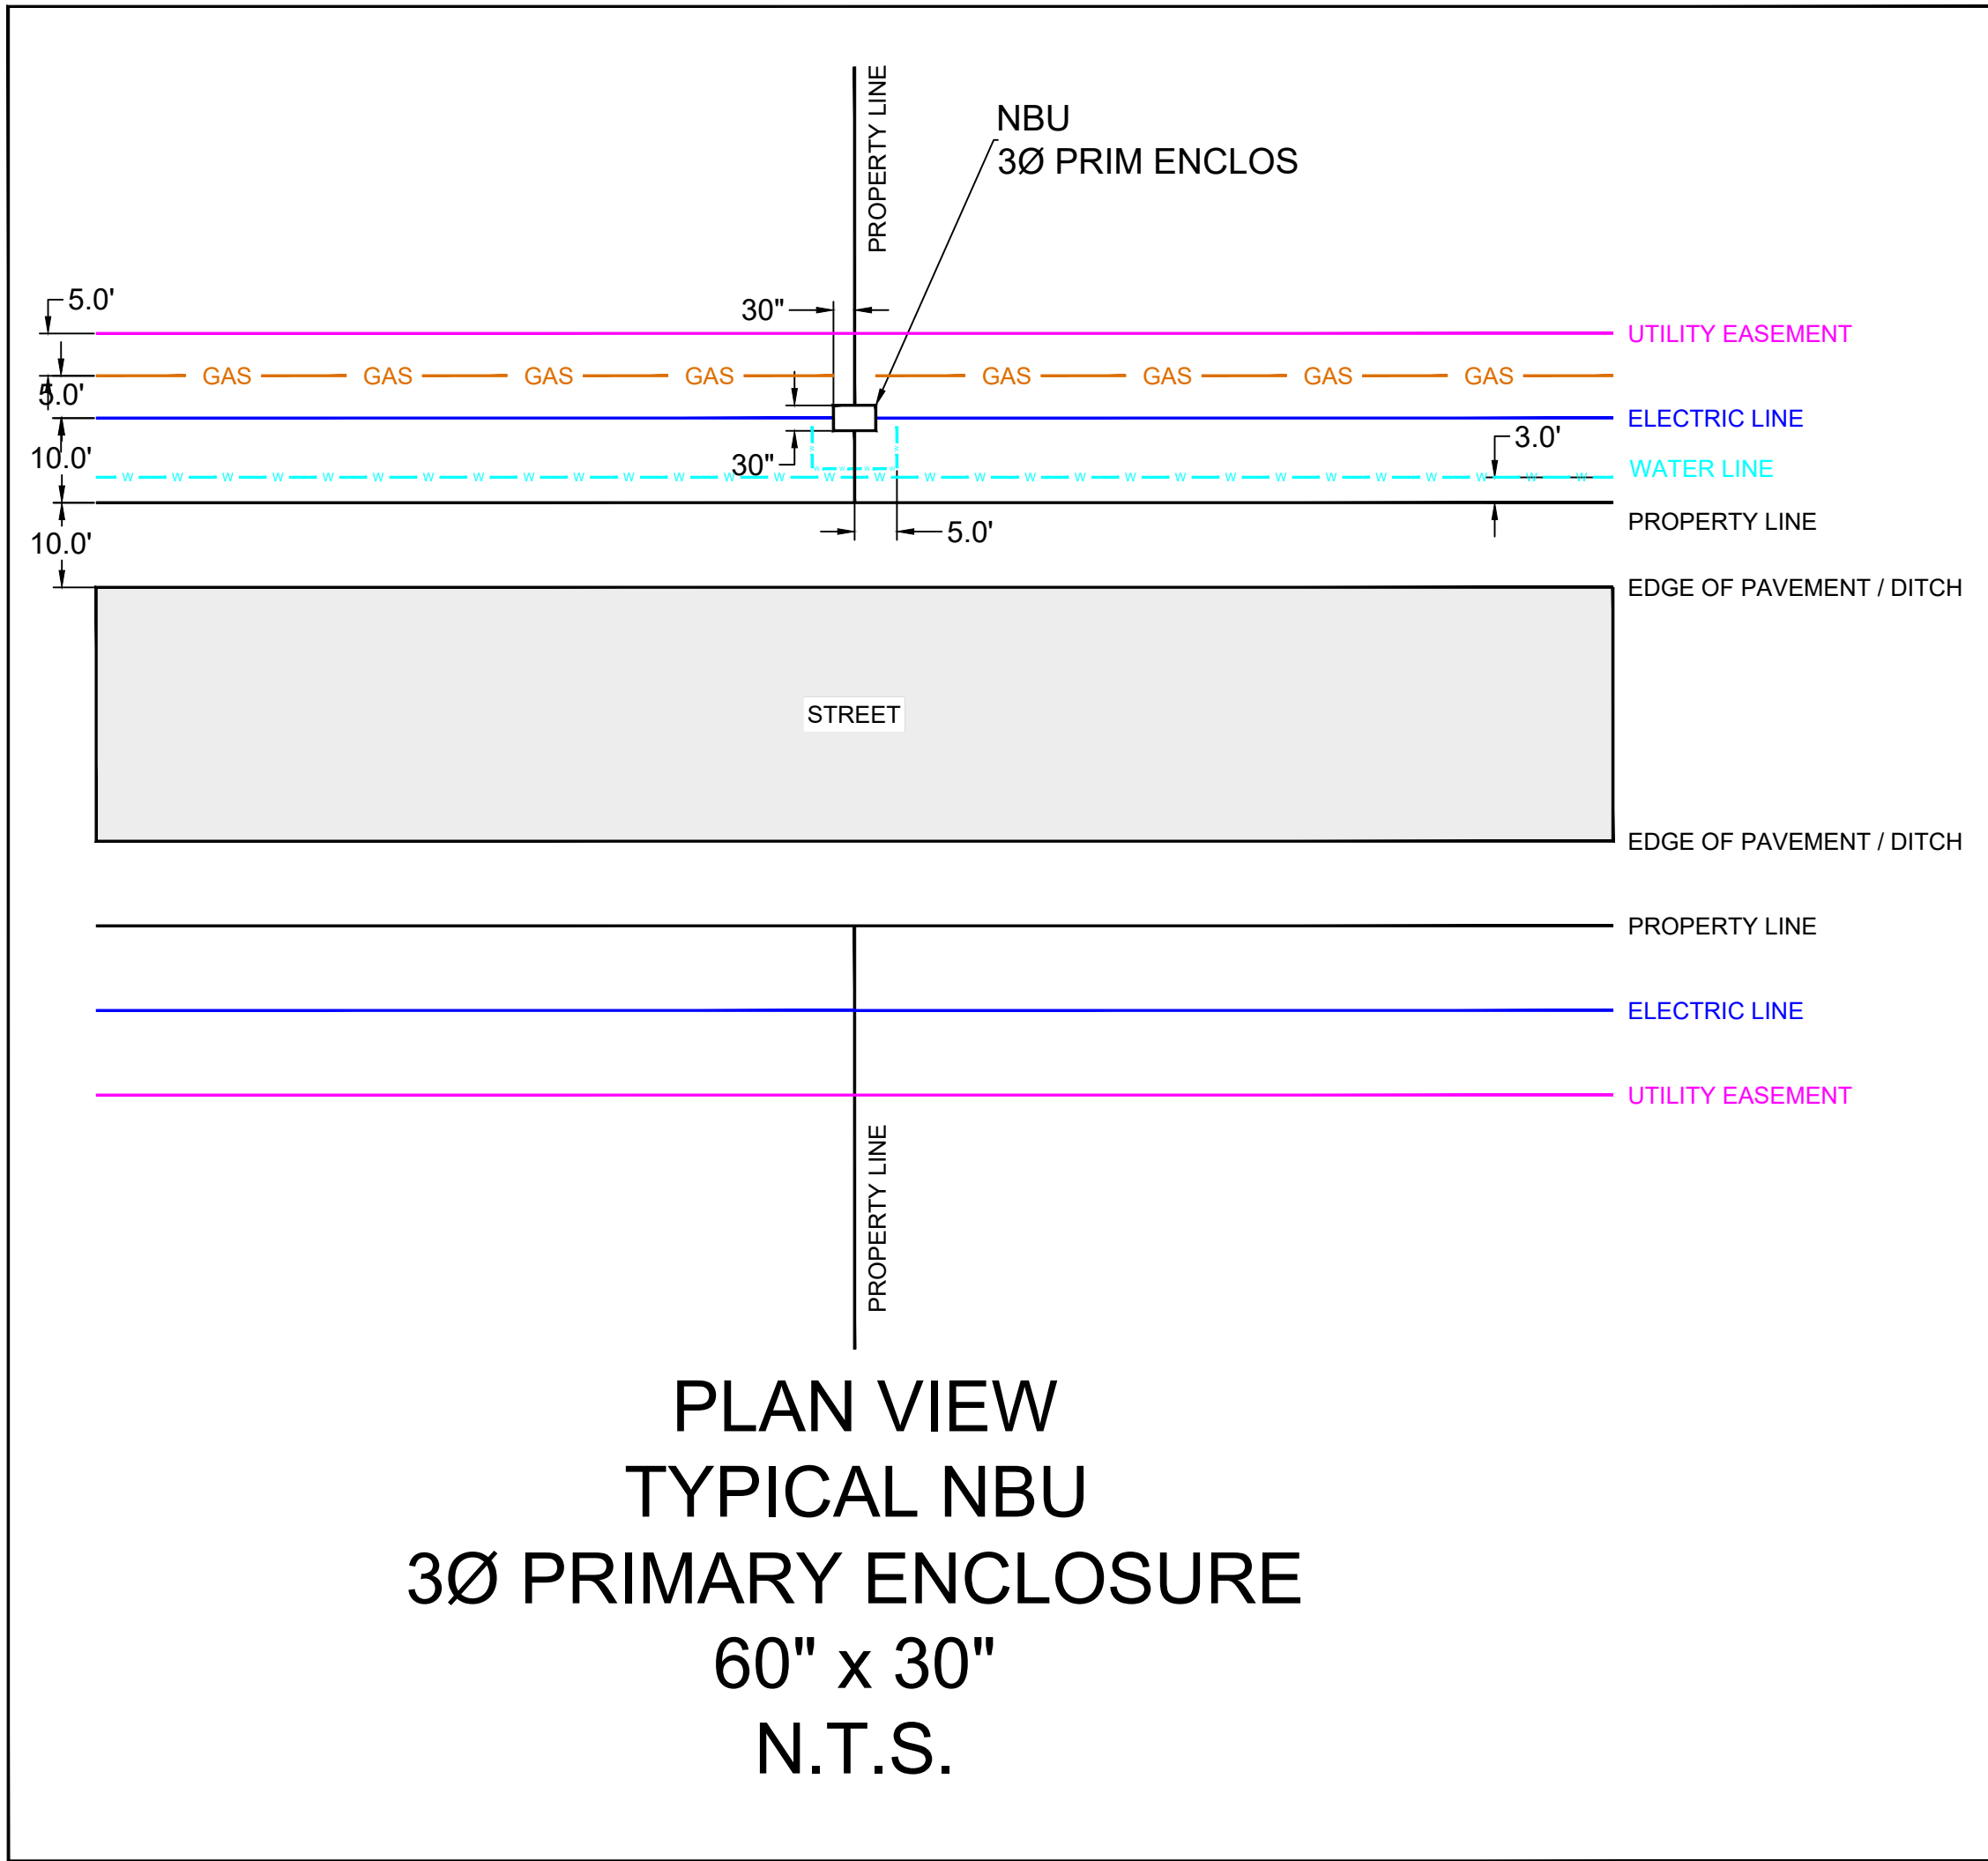 PROPERTY LINE
NBU
3Ø PRIM ENCLOS
5.0'
30"
UTILITY EASEMENT
GAS GAS GAS GAS GAS GAS GAS GAS
5.0'
ELECTRIC LINE
10.0'
30"
3.0'
WATER LINE
W W W W W W W W W W W W W W W W W W W W W W W W W W W W W W
PROPERTY LINE
5.0'
10.0'
EDGE OF PAVEMENT / DITCH
STREET
EDGE OF PAVEMENT / DITCH
PROPERTY LINE
ELECTRIC LINE
UTILITY EASEMENT
PROPERTY LINE
PLAN VIEW
TYPICAL NBU
3Ø PRIMARY ENCLOSURE
60" x 30"
N.T.S.